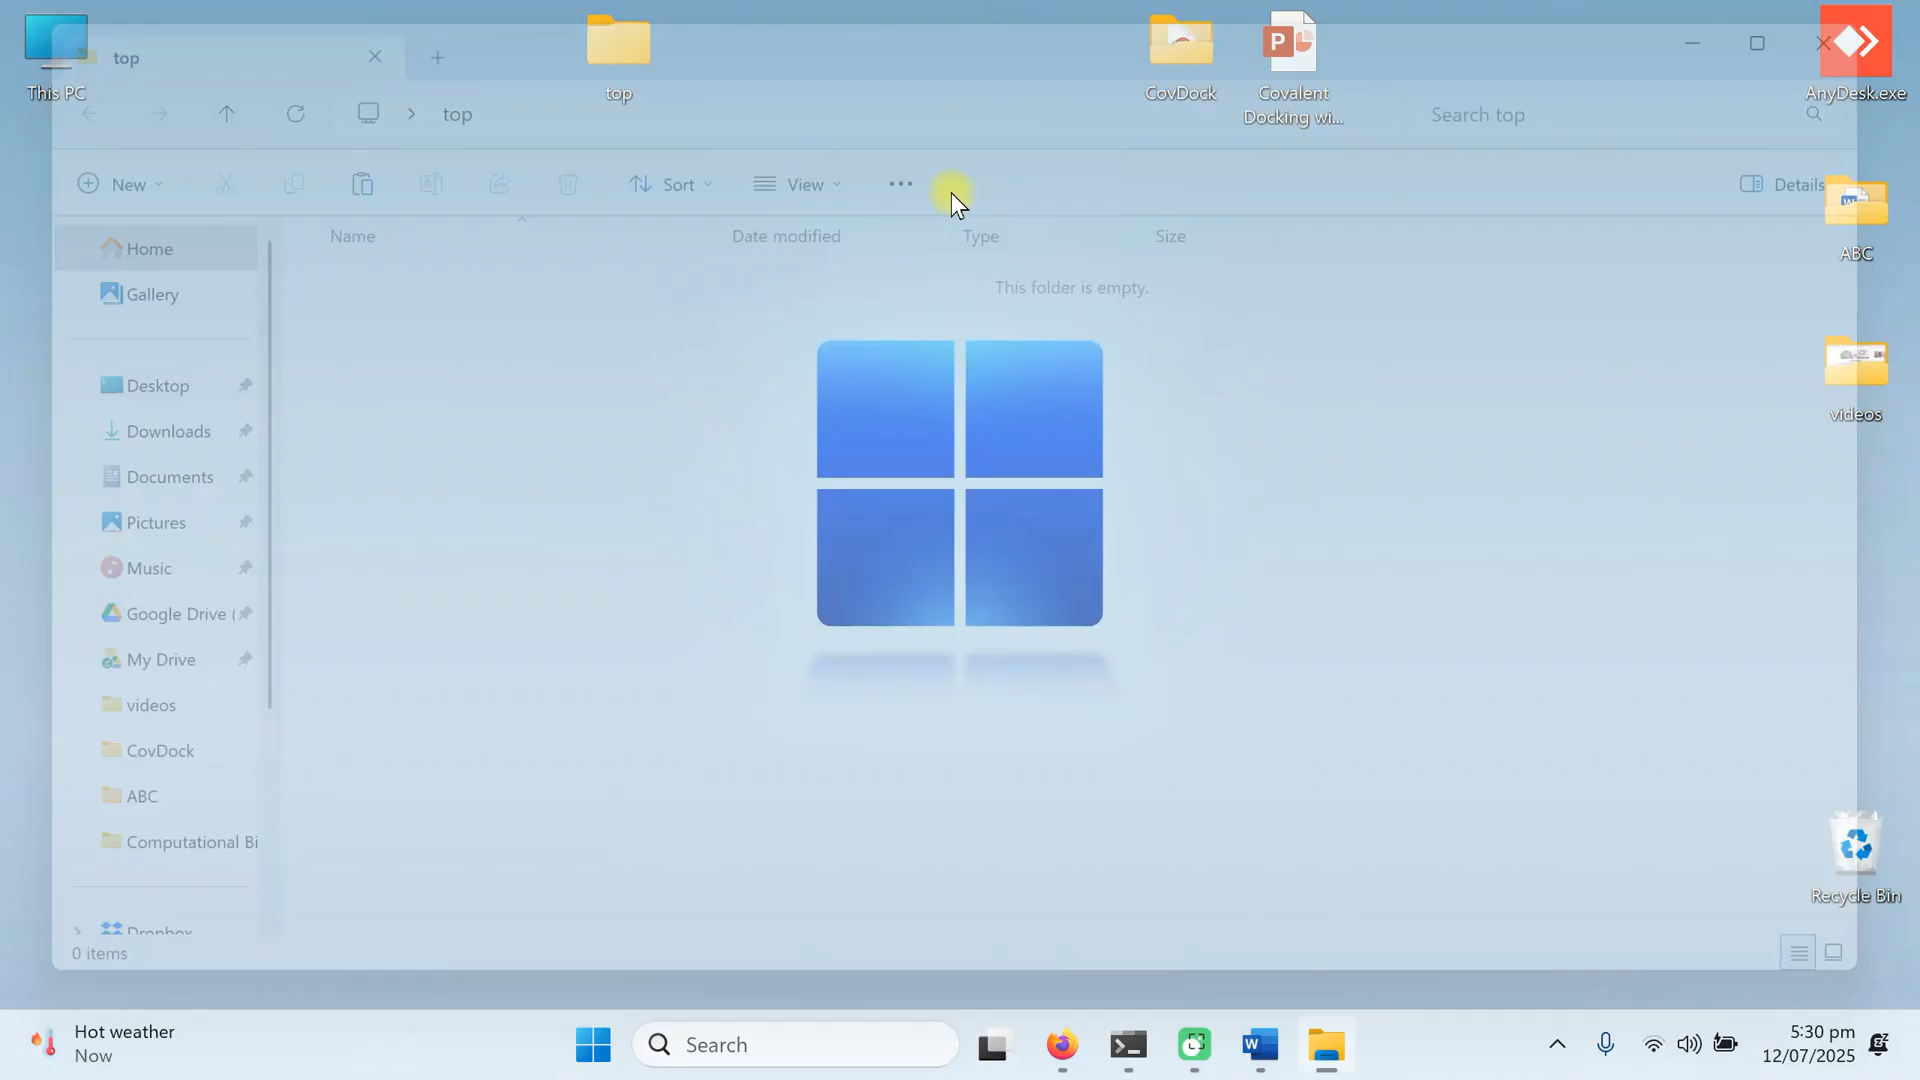 This PC
top
top
CovDock
Covalent
Docking wi...
AnyDesk.exe
top
Search top
New
Sort
View
Details
Name
Date modified
Type
Size
This folder is empty.
Home
Gallery
Desktop
Downloads
Documents
Pictures
Music
Google Drive (
My Drive
videos
CovDock
ABC
Computational Bi
Dropbox
0 items
ABC
videos
Recycle Bin
Hot weather
Now
Search
5:30 pm
12/07/2025